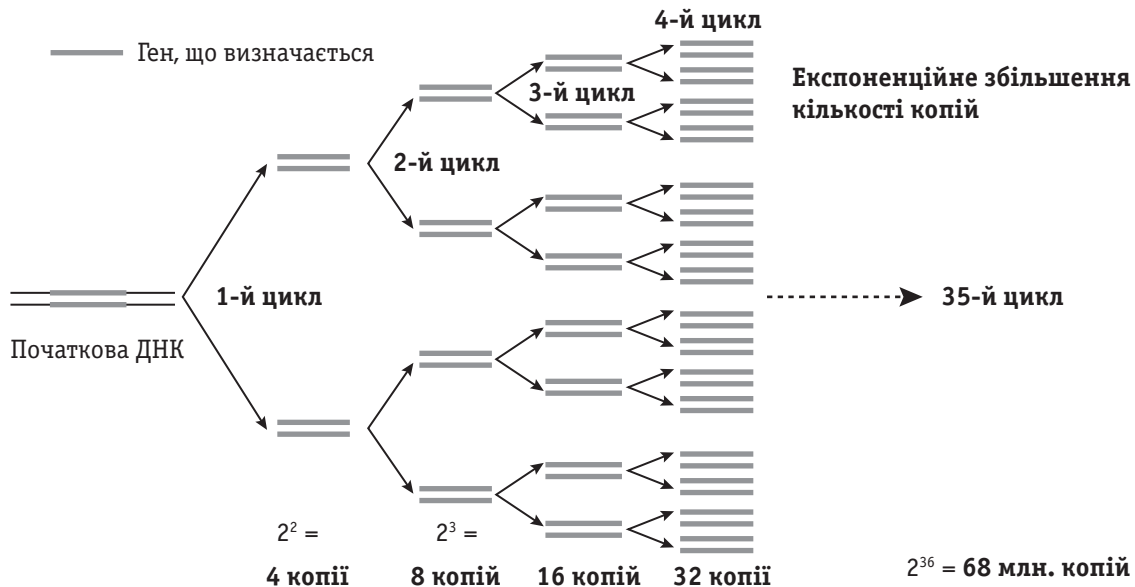 4-й цикл
Ген, що визначається
Експоненційне збільшення
кількості копій
3-й цикл
2-й цикл
1-й цикл
35-й цикл
Початкова ДНК
2² =
2³ =
4 копії
8 копій
16 копій
32 копії
2³⁶ = 68 млн. копій